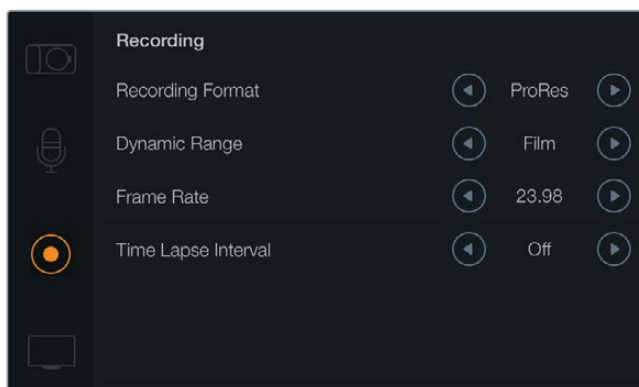 Recording
Recording Format ProRes
Dynamic Range Film
Frame Rate 23.98
Time Lapse Interval Off